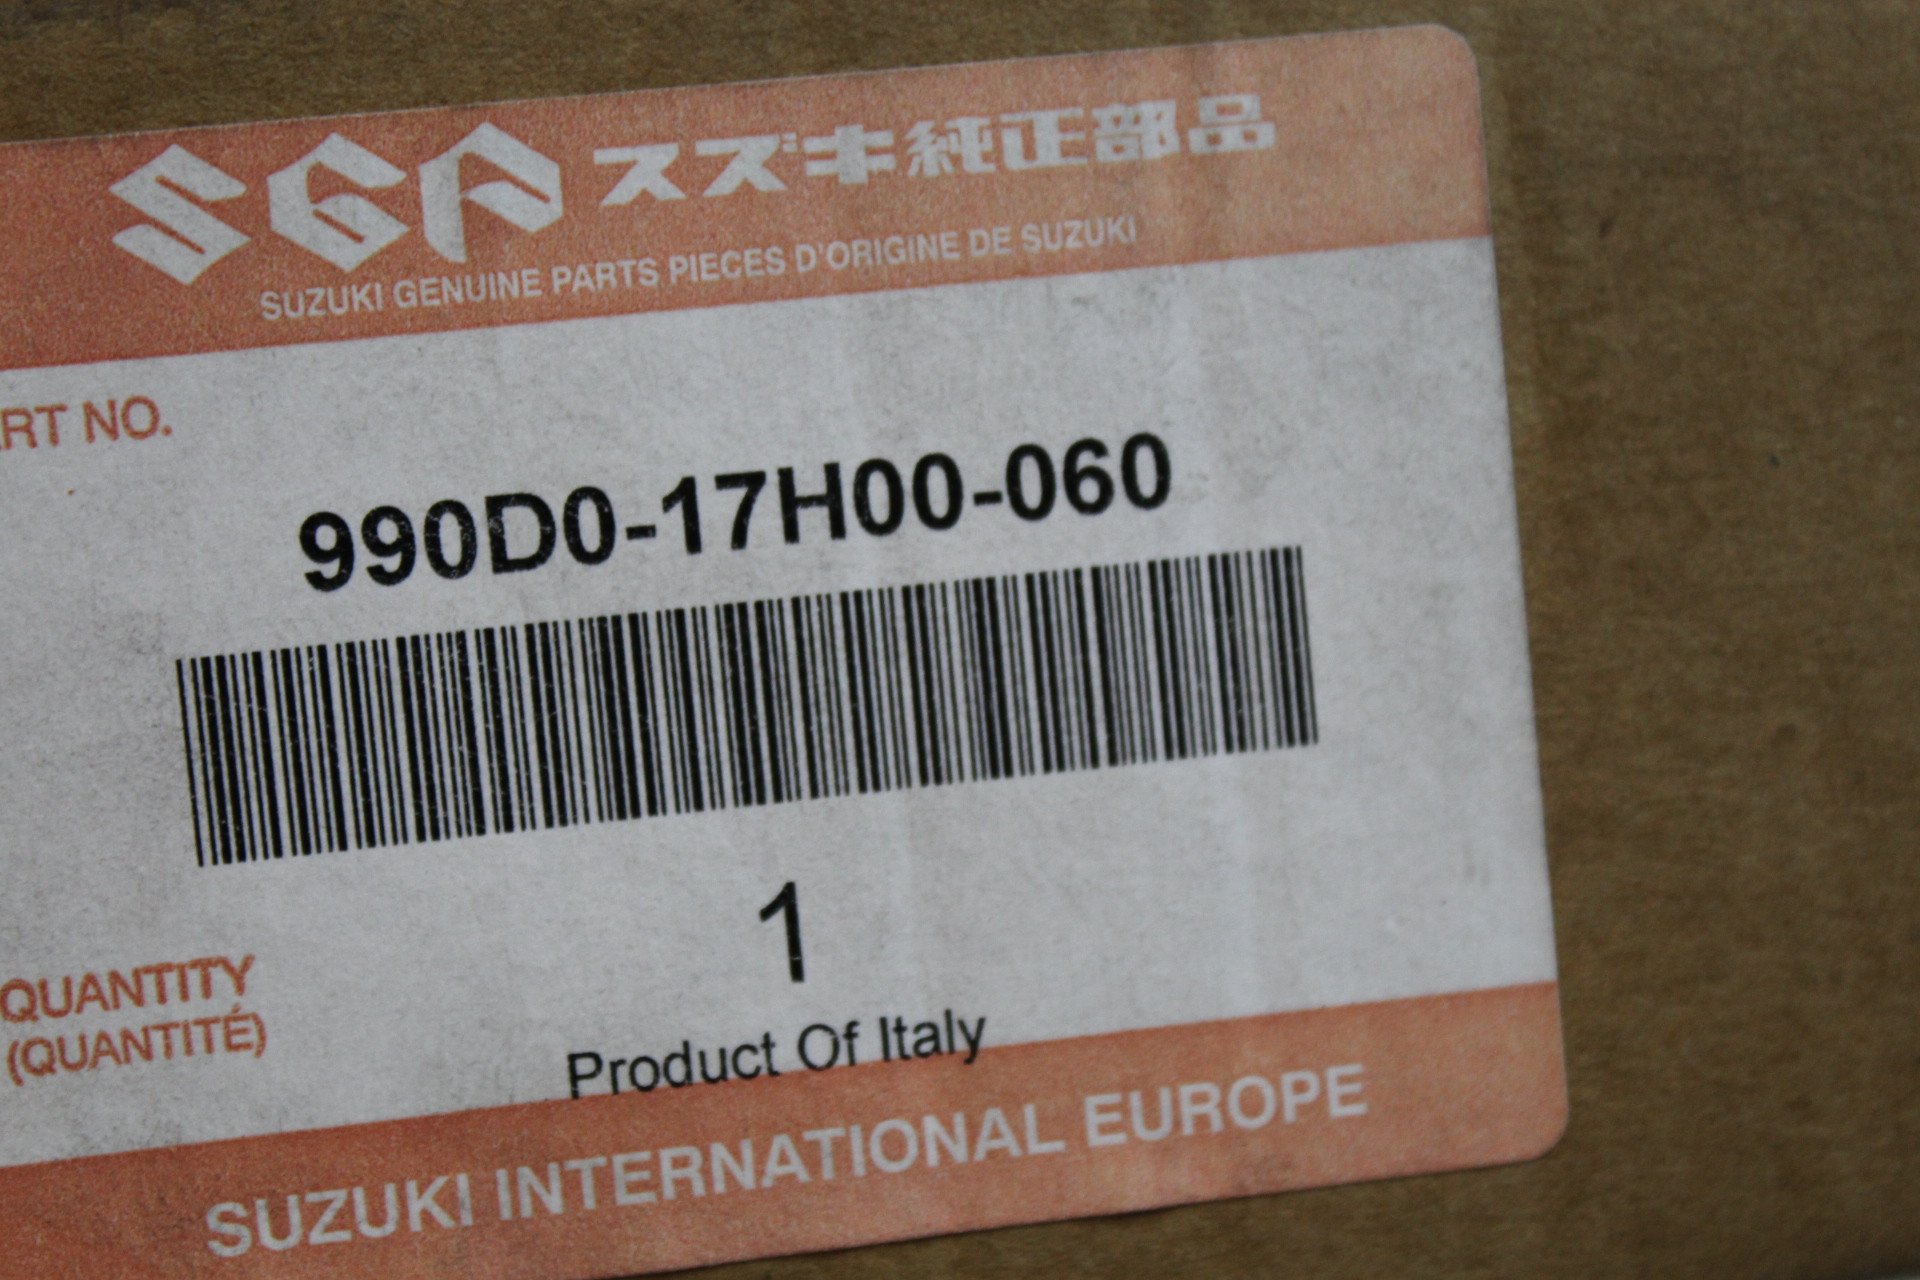 SGP スズキ純正部品
SUZUKI GENUINE PARTS PIECES D'ORIGINE DE SUZUKI
ART NO.
990D0-17H00-060
1
QUANTITY
(QUANTITÉ)
Product Of Italy
SUZUKI INTERNATIONAL EUROPE